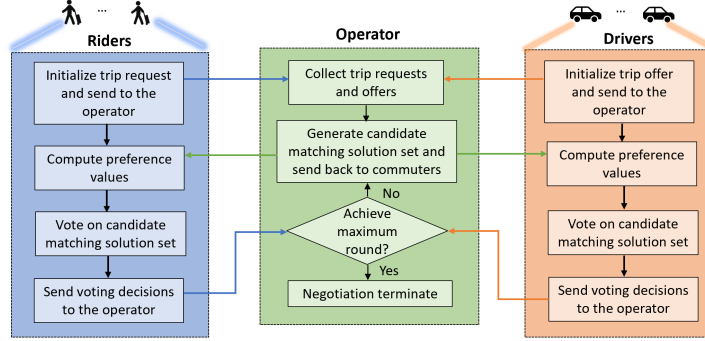 ...
...
Riders
Operator
Drivers
Initialize trip request
and send to the
operator
Compute preference
values
Vote on candidate
matching solution set
Send voting decisions
to the operator
Collect trip requests
and offers
Generate candidate
matching solution set and
send back to commuters
No
Achieve
maximum
round?
Yes
Negotiation terminate
Initialize trip offer
and send to the
operator
Compute preference
values
Vote on candidate
matching solution set
Send voting decisions
to the operator